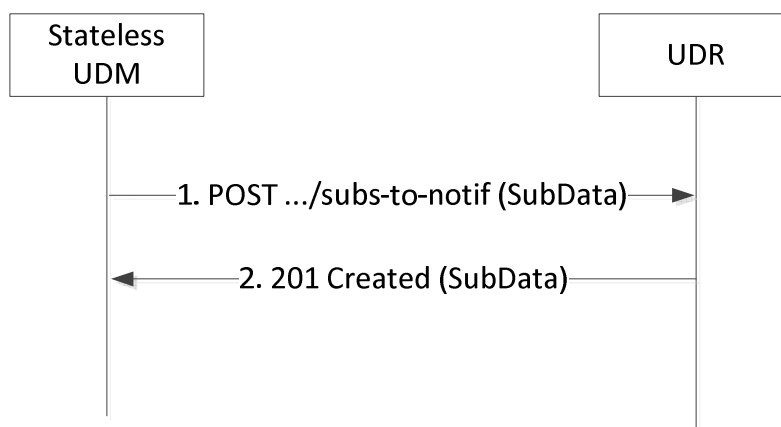 Stateless
UDM
UDR
1. POST .../subs-to-notif (SubData)
2. 201 Created (SubData)